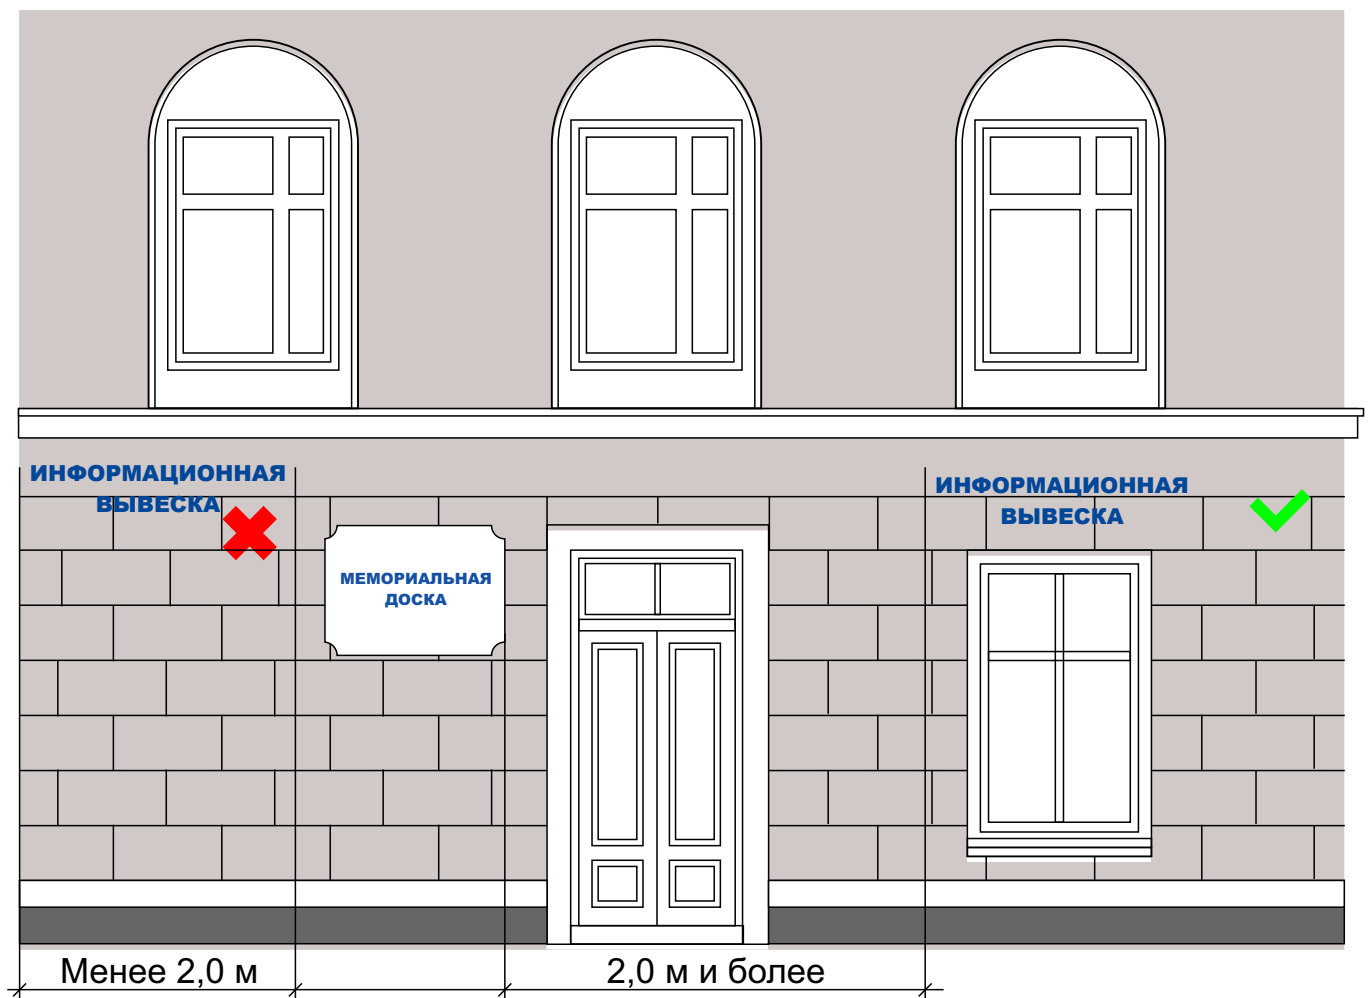 ИНФОРМАЦИОННАЯ
ВЫВЕСКА
МЕМОРИАЛЬНАЯ
ДОСКА
ИНФОРМАЦИОННАЯ
ВЫВЕСКА
Менее 2,0 м
2,0 м и более